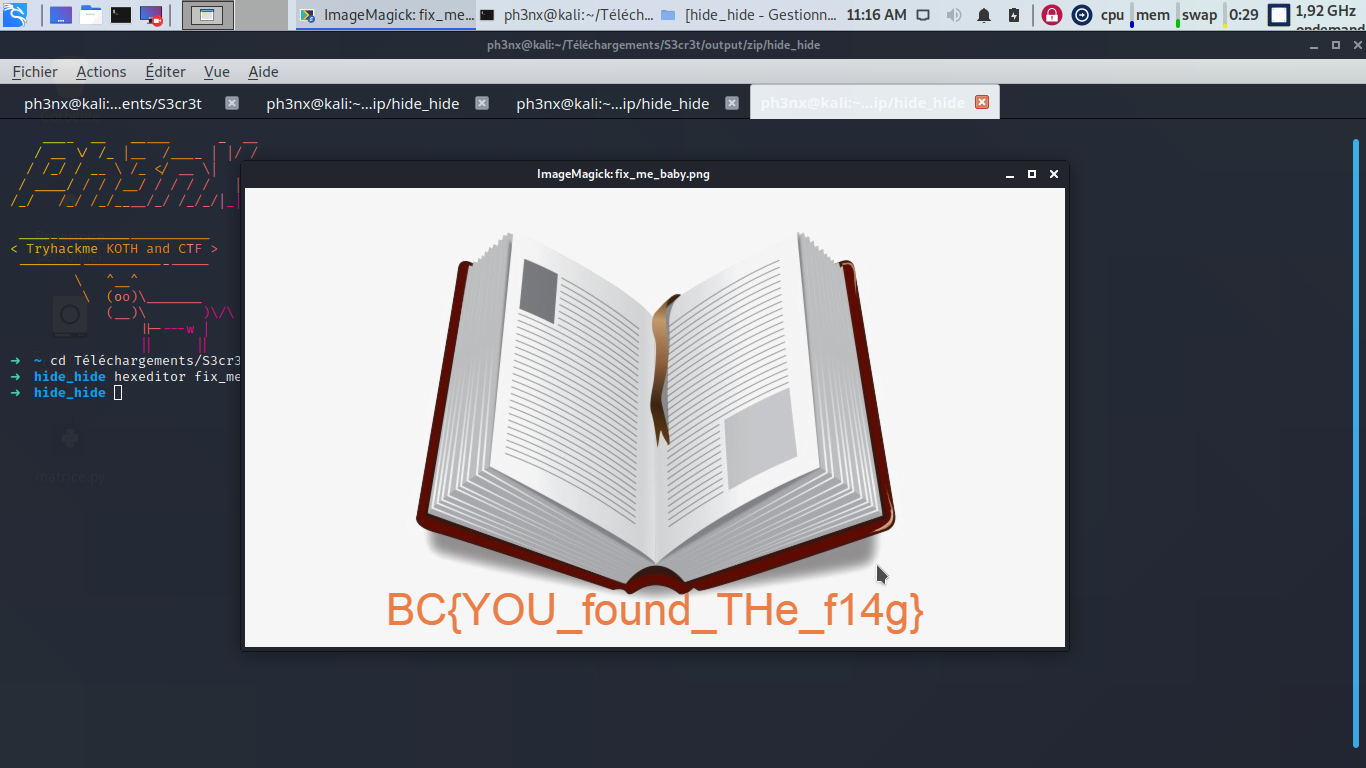 ImageMagick: fix_me...
ph3nx@kali:~/Téléch...
[hide_hide - Gestionn...
11:16 AM
cpu
mem
swap
0:29
1,92 GHz
ondemand
ph3nx@kali:~/Téléchargements/S3cr3t/output/zip/hide_hide
Fichier Actions Éditer Vue Aide
ph3nx@kali:...ents/S3cr3t
ph3nx@kali:~...ip/hide_hide
ph3nx@kali:~...ip/hide_hide
ph3nx@kali:~...ip/hide_hide
< Tryhackme KOTH and CTF >
➜ ~ cd Téléchargements/S3cr3
➜ hide_hide hexeditor fix_me
➜ hide_hide
matrice.py
ImageMagick: fix_me_baby.png
BC{YOU_found_THe_f14g}